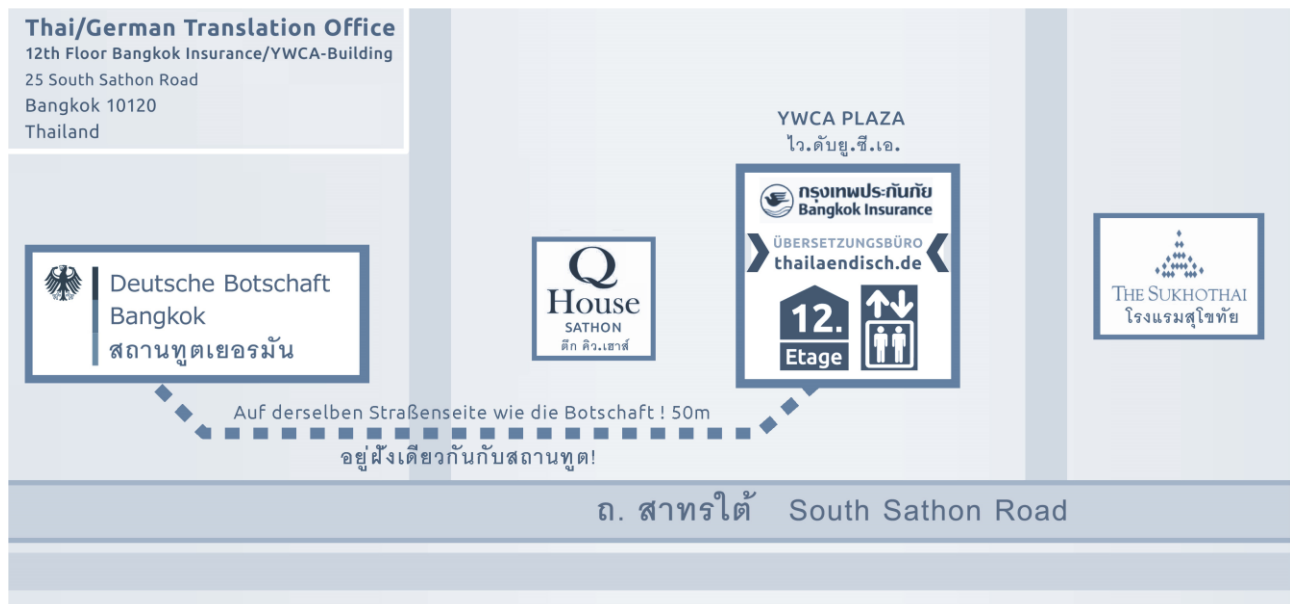 Thai/German Translation Office
12th Floor Bangkok Insurance/YWCA-Building
25 South Sathon Road
Bangkok 10120
Thailand
YWCA PLAZA
ไว.ดับยู.ซี.เอ.
กรุงเทพประกันภัย
Bangkok Insurance
ÜBERSETZUNGSBÜRO
thailaendisch.de
12.
Etage
Deutsche Botschaft
Bangkok
สถานทูตเยอรมัน
Q
House
SATHON
ตึก คิว.เฮาส์
THE SUKHOTHAI
โรงแรมสุโขทัย
Auf derselben Straßenseite wie die Botschaft ! 50m
อยู่ฝั่งเดียวกันกับสถานทูต!
ถ. สาทรใต้ South Sathon Road